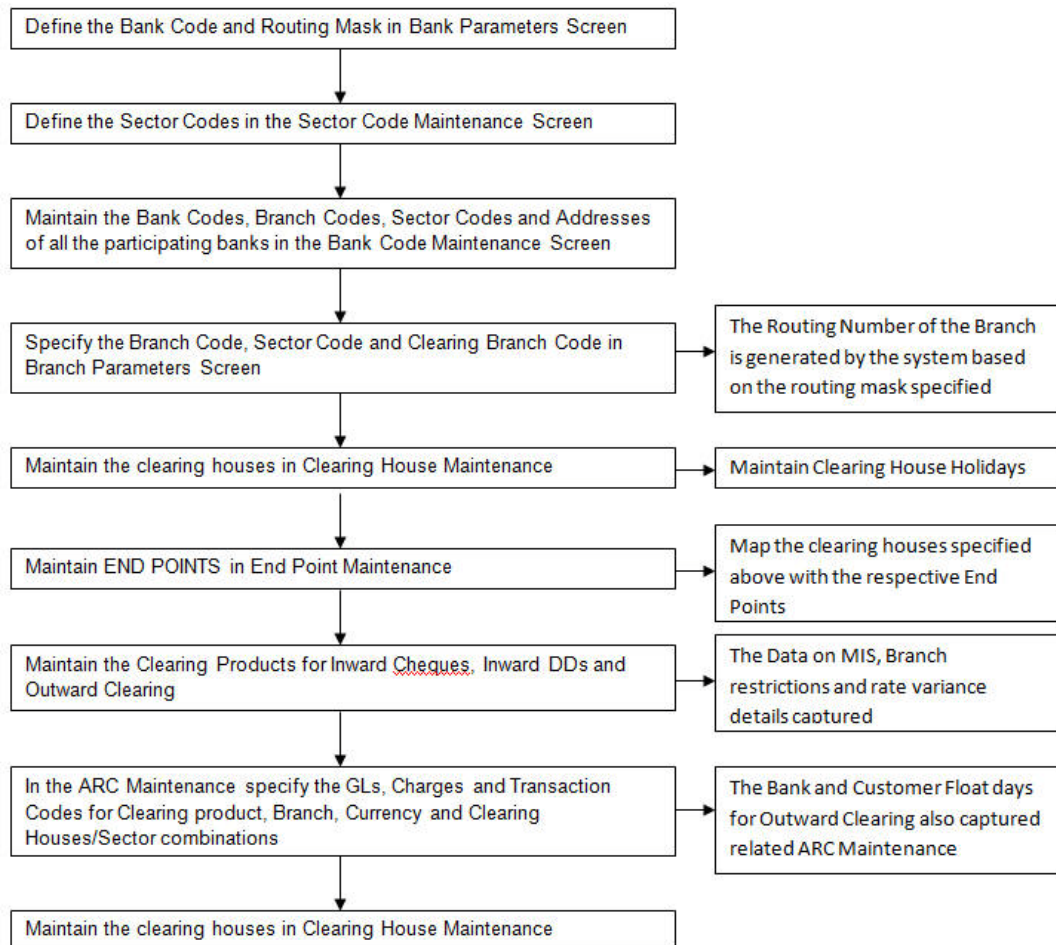 Define the Bank Code and Routing Mask in Bank Parameters Screen
Define the Sector Codes in the Sector Code Maintenance Screen
Maintain the Bank Codes, Branch Codes, Sector Codes and Addresses
of all the participating banks in the Bank Code Maintenance Screen
Specify the Branch Code, Sector Code and Clearing Branch Code in
Branch Parameters Screen
The Routing Number of the Branch
is generated by the system based
on the routing mask specified
Maintain the clearing houses in Clearing House Maintenance
Maintain Clearing House Holidays
Maintain END POINTS in End Point Maintenance
Map the clearing houses specified
above with the respective End
Points
Maintain the Clearing Products for Inward Cheques, Inward DDs and
Outward Clearing
The Data on MIS, Branch
restrictions and rate variance
details captured
In the ARC Maintenance specify the GLs, Charges and Transaction
Codes for Clearing product, Branch, Currency and Clearing
Houses/Sector combinations
The Bank and Customer Float days
for Outward Clearing also captured
related ARC Maintenance
Maintain the clearing houses in Clearing House Maintenance